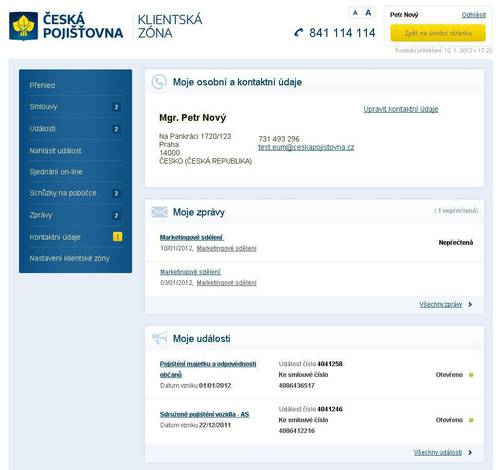 ČESKÁ
POJIŠŤOVNA
KLIENTSKÁ
ZÓNA
A A
841 114 114
Petr Nový
Odhlásit
Zpět na úvodní stránku
Poslední přihlášení: 10. 1. 2012 v 17:23
Přehled
Smlouvy 2
Události 2
Nahlásit událost
Sjednání on-line
Schůzky na pobočce 2
Zprávy 2
Kontaktní údaje 1
Nastavení klientské zóny
Moje osobní a kontaktní údaje
Upravit kontaktní údaje
Mgr. Petr Nový
Na Pankráci 1720/123
Praha
14000
ČESKO (ČESKÁ REPUBLIKA)
731 493 296
test.eum@ceskapojistovna.cz
Moje zprávy
(1 nepřečtená)
Marketingové sdělení
10/01/2012, Marketingové sdělení
Nepřečtená
Marketingové sdělení
03/01/2012, Marketingové sdělení
Všechny zprávy
Moje události
Pojištění majetku a odpovědnosti
občanů
Datum vzniku 01/01/2012
Událost číslo 4041258
Ke smlouvě číslo
4086436517
Otevřeno
Sdružené pojištění vozidla - AS
Datum vzniku 22/12/2011
Událost číslo 4041246
Ke smlouvě číslo
4086412216
Otevřeno
Všechny události